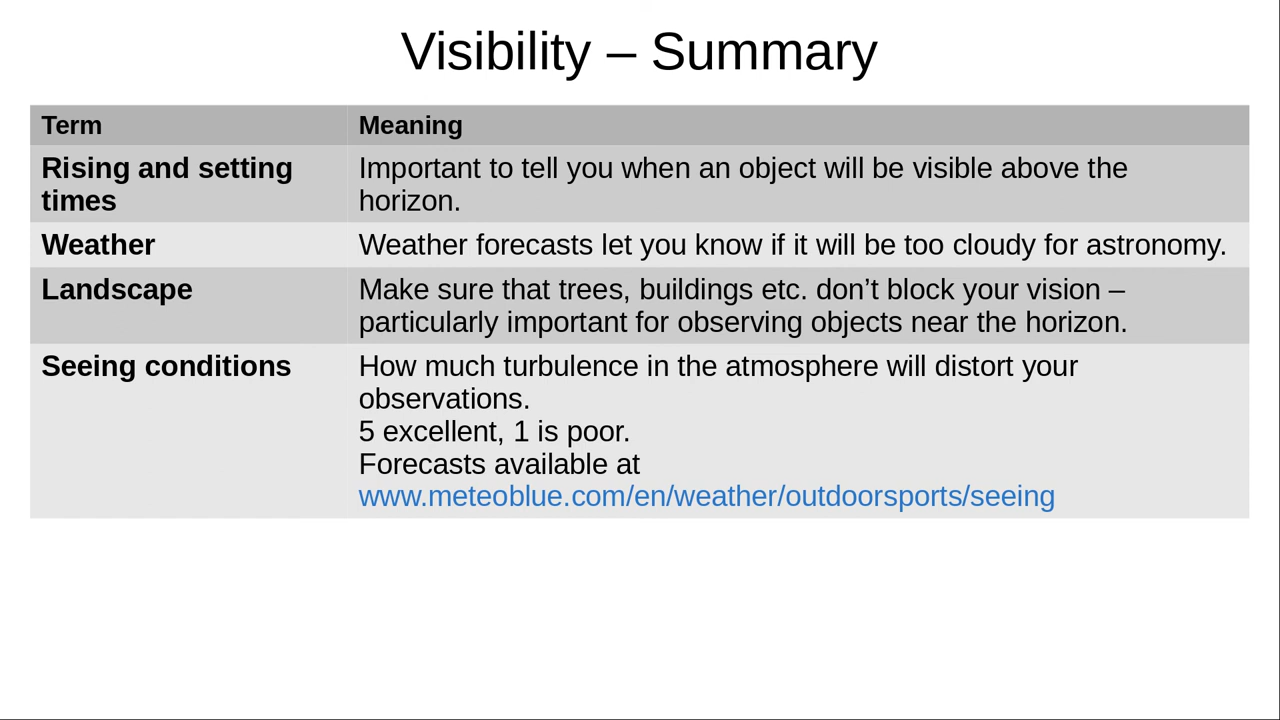 Visibility – Summary
Term
Meaning
Rising and setting
times
Important to tell you when an object will be visible above the
horizon.
Weather
Weather forecasts let you know if it will be too cloudy for astronomy.
Landscape
Make sure that trees, buildings etc. don’t block your vision –
particularly important for observing objects near the horizon.
Seeing conditions
How much turbulence in the atmosphere will distort your
observations.
5 excellent, 1 is poor.
Forecasts available at
www.meteoblue.com/en/weather/outdoorsports/seeing